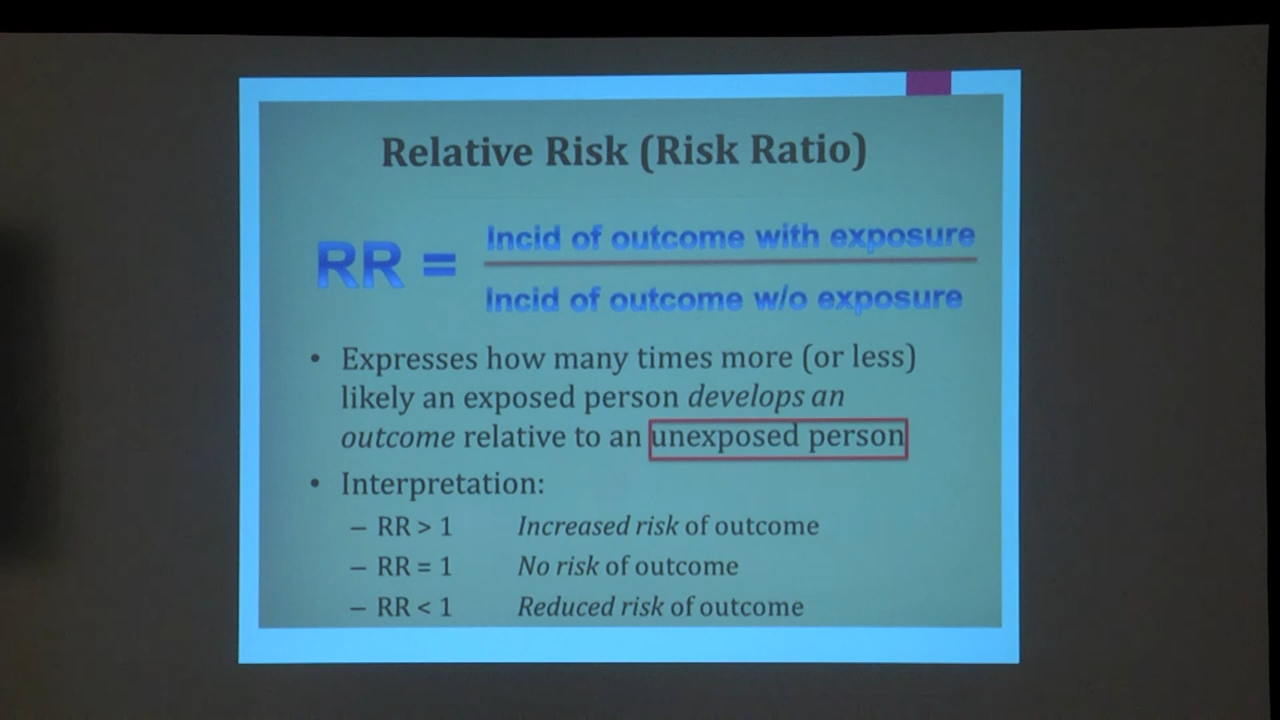 Relative Risk (Risk Ratio)
RR =
Incid of outcome with exposure
Incid of outcome w/o exposure
• Expresses how many times more (or less)
likely an exposed person develops an
outcome relative to an unexposed person
• Interpretation:
– RR > 1 Increased risk of outcome
– RR = 1 No risk of outcome
– RR < 1 Reduced risk of outcome